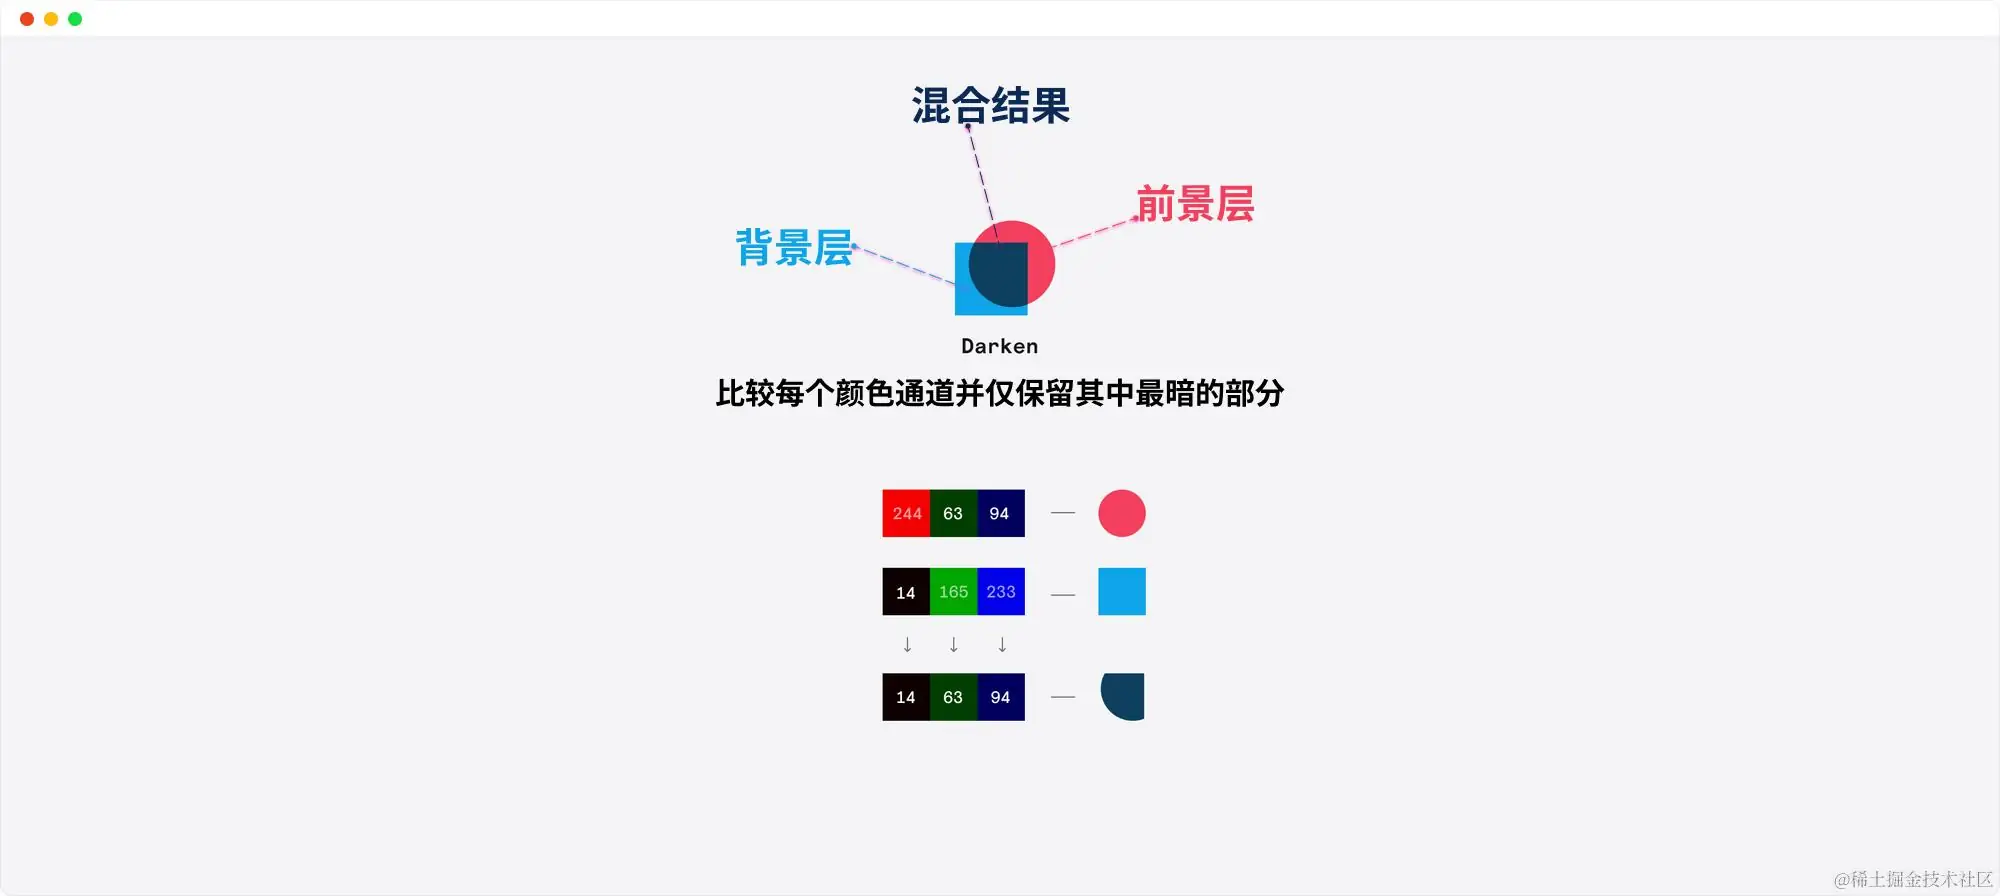 混合结果
前景层
背景层
Darken
比较每个颜色通道并仅保留其中最暗的部分
244 63 94 —
14 165 233 —
↓ ↓ ↓
14 63 94 —
@稀土掘金技术社区